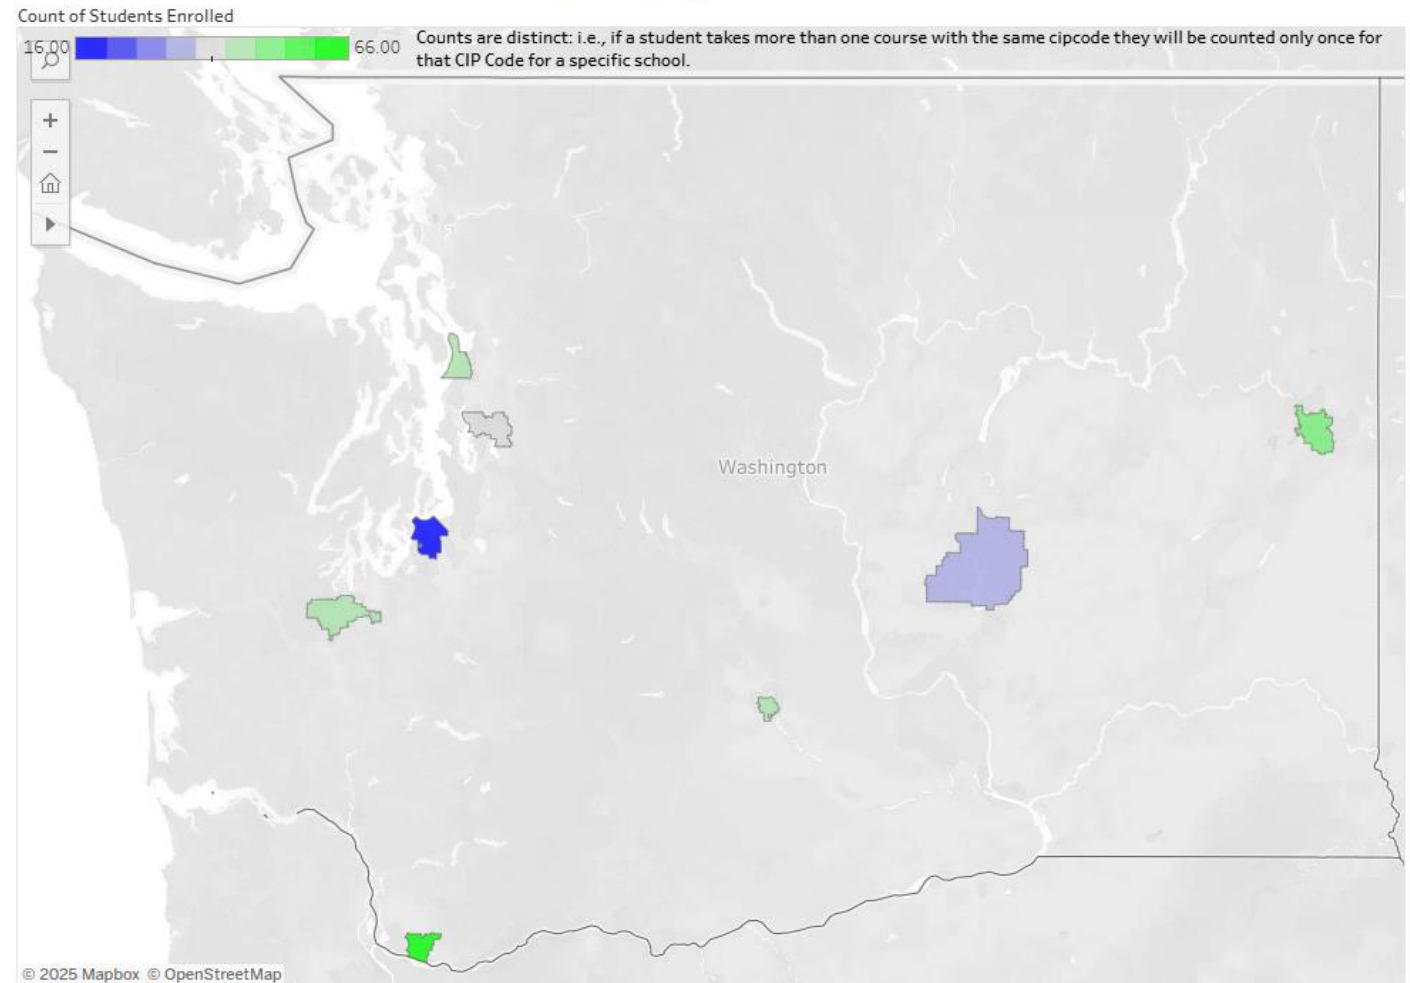 Count of Students Enrolled
16.00
66.00
Counts are distinct: i.e., if a student takes more than one course with the same cipcode they will be counted only once for
that CIP Code for a specific school.
+
−
Washington
© 2025 Mapbox © OpenStreetMap